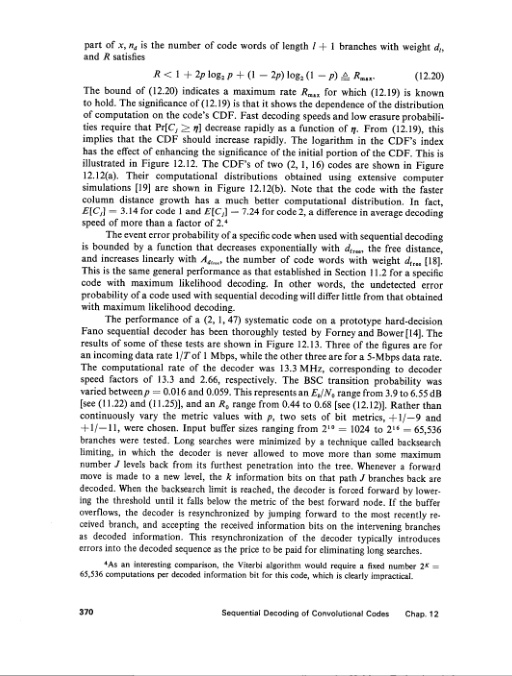 part of x, n_d is the number of code words of length l + 1 branches with weight d_l,
and R satisfies
R < 1 + 2p log₂ p + (1 − 2p) log₂ (1 − p) ≜ R_max. (12.20)
The bound of (12.20) indicates a maximum rate R_max for which (12.19) is known
to hold. The significance of (12.19) is that it shows the dependence of the distribution
of computation on the code's CDF. Fast decoding speeds and low erasure probabili-
ties require that Pr[C_j ≥ η] decrease rapidly as a function of η. From (12.19), this
implies that the CDF should increase rapidly. The logarithm in the CDF's index
has the effect of enhancing the significance of the initial portion of the CDF. This is
illustrated in Figure 12.12. The CDF's of two (2, 1, 16) codes are shown in Figure
12.12(a). Their computational distributions obtained using extensive computer
simulations [19] are shown in Figure 12.12(b). Note that the code with the faster
column distance growth has a much better computational distribution. In fact,
E[C_j] = 3.14 for code 1 and E[C_j] − 7.24 for code 2, a difference in average decoding
speed of more than a factor of 2.⁴
The event error probability of a specific code when used with sequential decoding
is bounded by a function that decreases exponentially with d_free, the free distance,
and increases linearly with A_dfree, the number of code words with weight d_free [18].
This is the same general performance as that established in Section 11.2 for a specific
code with maximum likelihood decoding. In other words, the undetected error
probability of a code used with sequential decoding will differ little from that obtained
with maximum likelihood decoding.
The performance of a (2, 1, 47) systematic code on a prototype hard-decision
Fano sequential decoder has been thoroughly tested by Forney and Bower [14]. The
results of some of these tests are shown in Figure 12.13. Three of the figures are for
an incoming data rate 1/T of 1 Mbps, while the other three are for a 5-Mbps data rate.
The computational rate of the decoder was 13.3 MHz, corresponding to decoder
speed factors of 13.3 and 2.66, respectively. The BSC transition probability was
varied between p = 0.016 and 0.059. This represents an E_b/N_0 range from 3.9 to 6.55 dB
[see (11.22) and (11.25)], and an R_0 range from 0.44 to 0.68 [see (12.12)]. Rather than
continuously vary the metric values with p, two sets of bit metrics, +1/−9 and
+1/−11, were chosen. Input buffer sizes ranging from 2¹⁰ = 1024 to 2¹⁶ = 65,536
branches were tested. Long searches were minimized by a technique called backsearch
limiting, in which the decoder is never allowed to move more than some maximum
number J levels back from its furthest penetration into the tree. Whenever a forward
move is made to a new level, the k information bits on that path J branches back are
decoded. When the backsearch limit is reached, the decoder is forced forward by lower-
ing the threshold until it falls below the metric of the best forward node. If the buffer
overflows, the decoder is resynchronized by jumping forward to the most recently re-
ceived branch, and accepting the received information bits on the intervening branches
as decoded information. This resynchronization of the decoder typically introduces
errors into the decoded sequence as the price to be paid for eliminating long searches.
⁴As an interesting comparison, the Viterbi algorithm would require a fixed number 2ᴷ =
65,536 computations per decoded information bit for this code, which is clearly impractical.
370 Sequential Decoding of Convolutional Codes Chap. 12